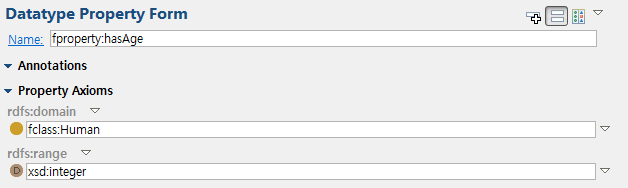 Datatype Property Form
Name: fproperty:hasAge
Annotations
Property Axioms
rdfs:domain
fclass:Human
rdfs:range
D xsd:integer